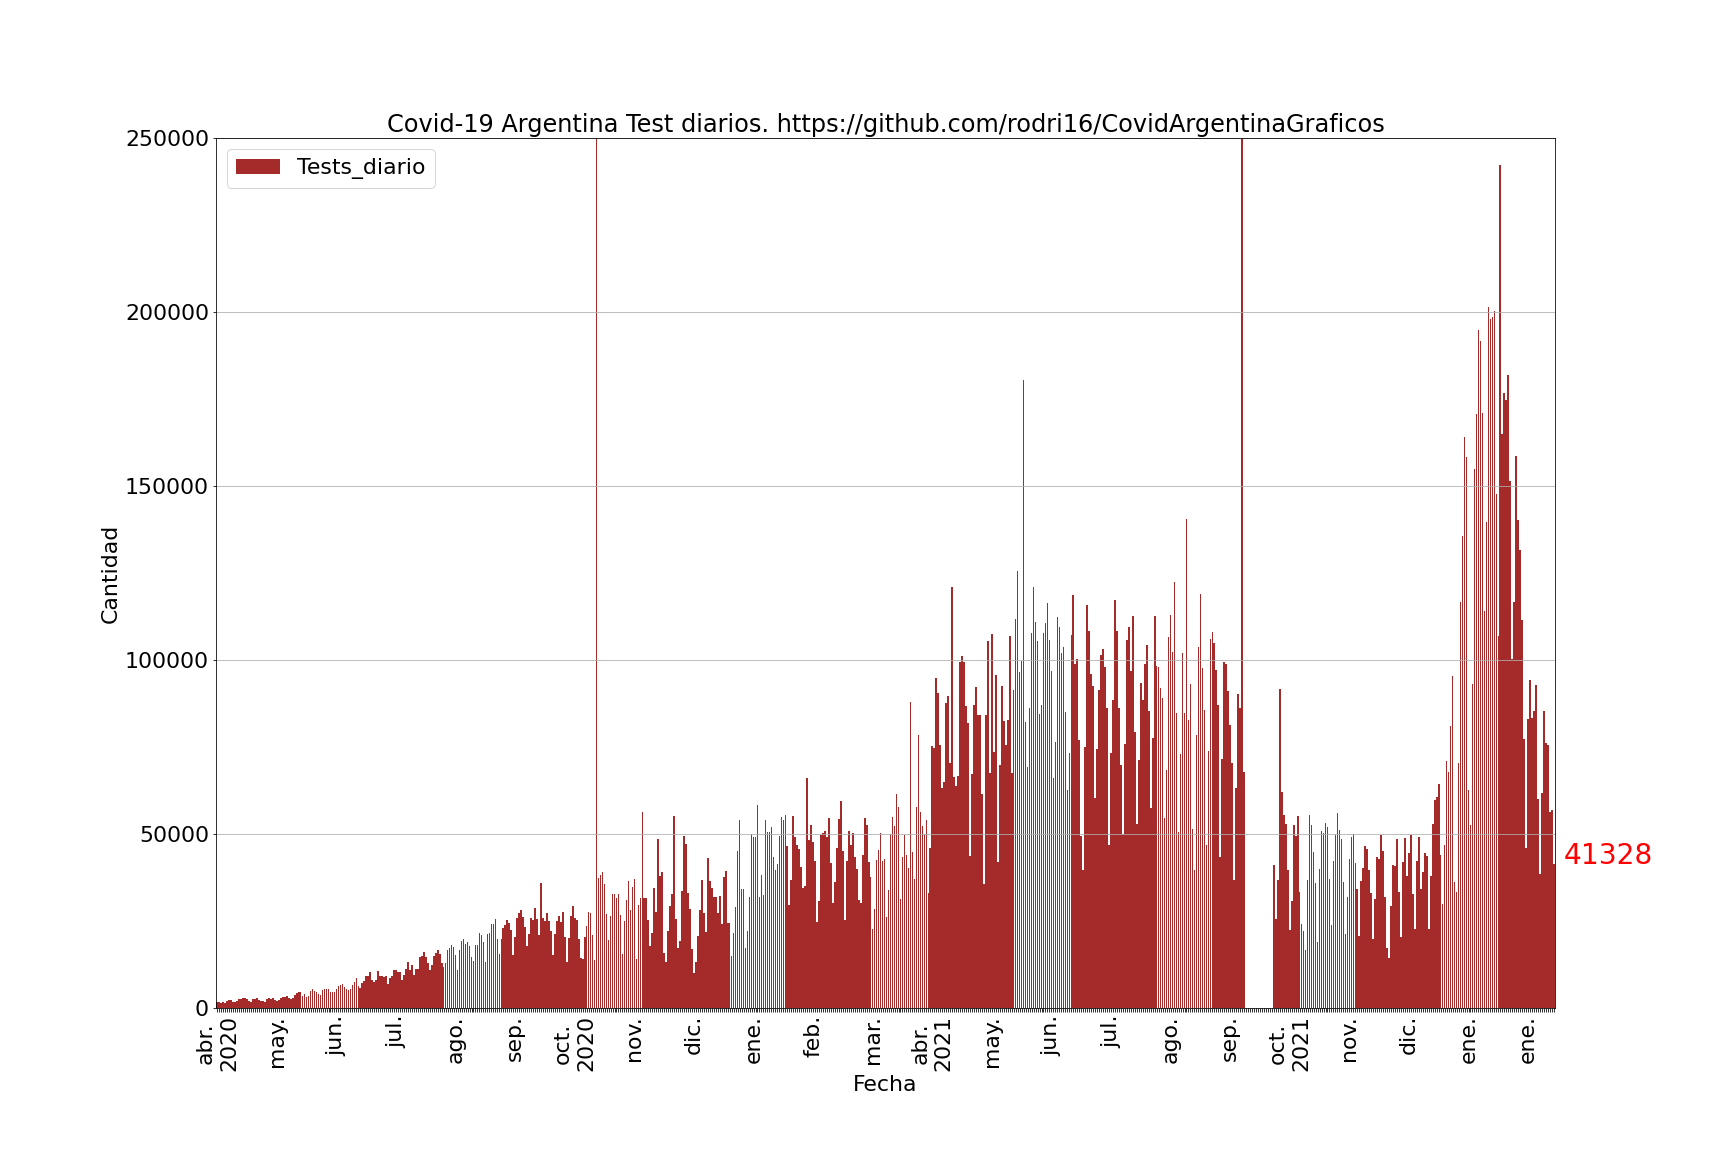 Covid-19 Argentina Test diarios. https://github.com/rodri16/CovidArgentinaGraficos
Tests_diario
250000
200000
150000
100000
50000
0
Cantidad
41328
abr.
2020
may.
jun.
jul.
ago.
sep.
oct.
2020
nov.
dic.
ene.
feb.
mar.
abr.
2021
may.
jun.
jul.
ago.
sep.
oct.
2021
nov.
dic.
ene.
ene.
Fecha